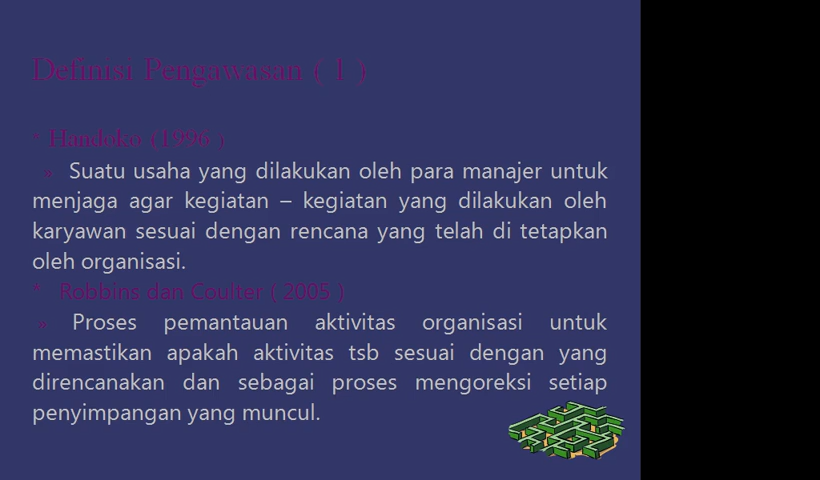 Definisi Pengawasan ( 1 )
* Handoko (1996 )
» Suatu usaha yang dilakukan oleh para manajer untuk
menjaga agar kegiatan – kegiatan yang dilakukan oleh
karyawan sesuai dengan rencana yang telah di tetapkan
oleh organisasi.
* Robbins dan Coulter ( 2005 )
» Proses pemantauan aktivitas organisasi untuk
memastikan apakah aktivitas tsb sesuai dengan yang
direncanakan dan sebagai proses mengoreksi setiap
penyimpangan yang muncul.